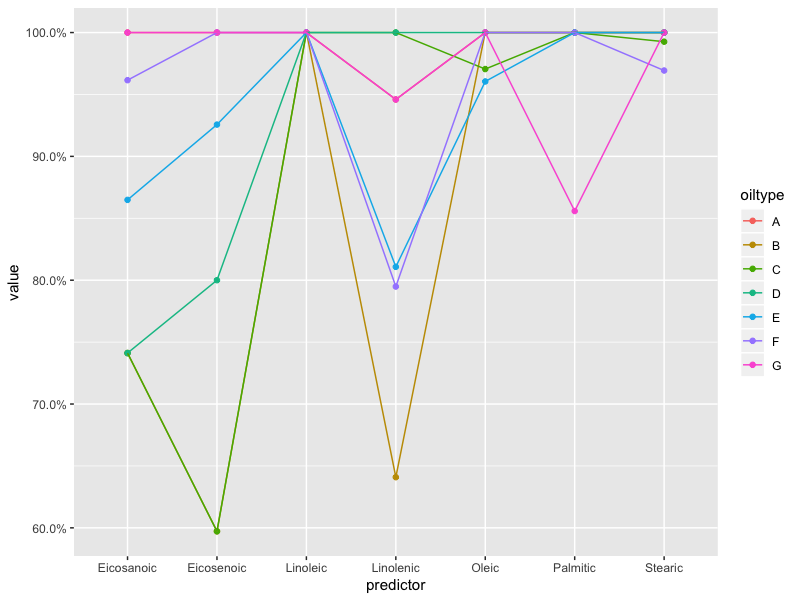 100.0%
90.0%
80.0%
70.0%
60.0%
value
Eicosanoic Eicosenoic Linoleic Linolenic Oleic Palmitic Stearic
predictor
oiltype
A
B
C
D
E
F
G